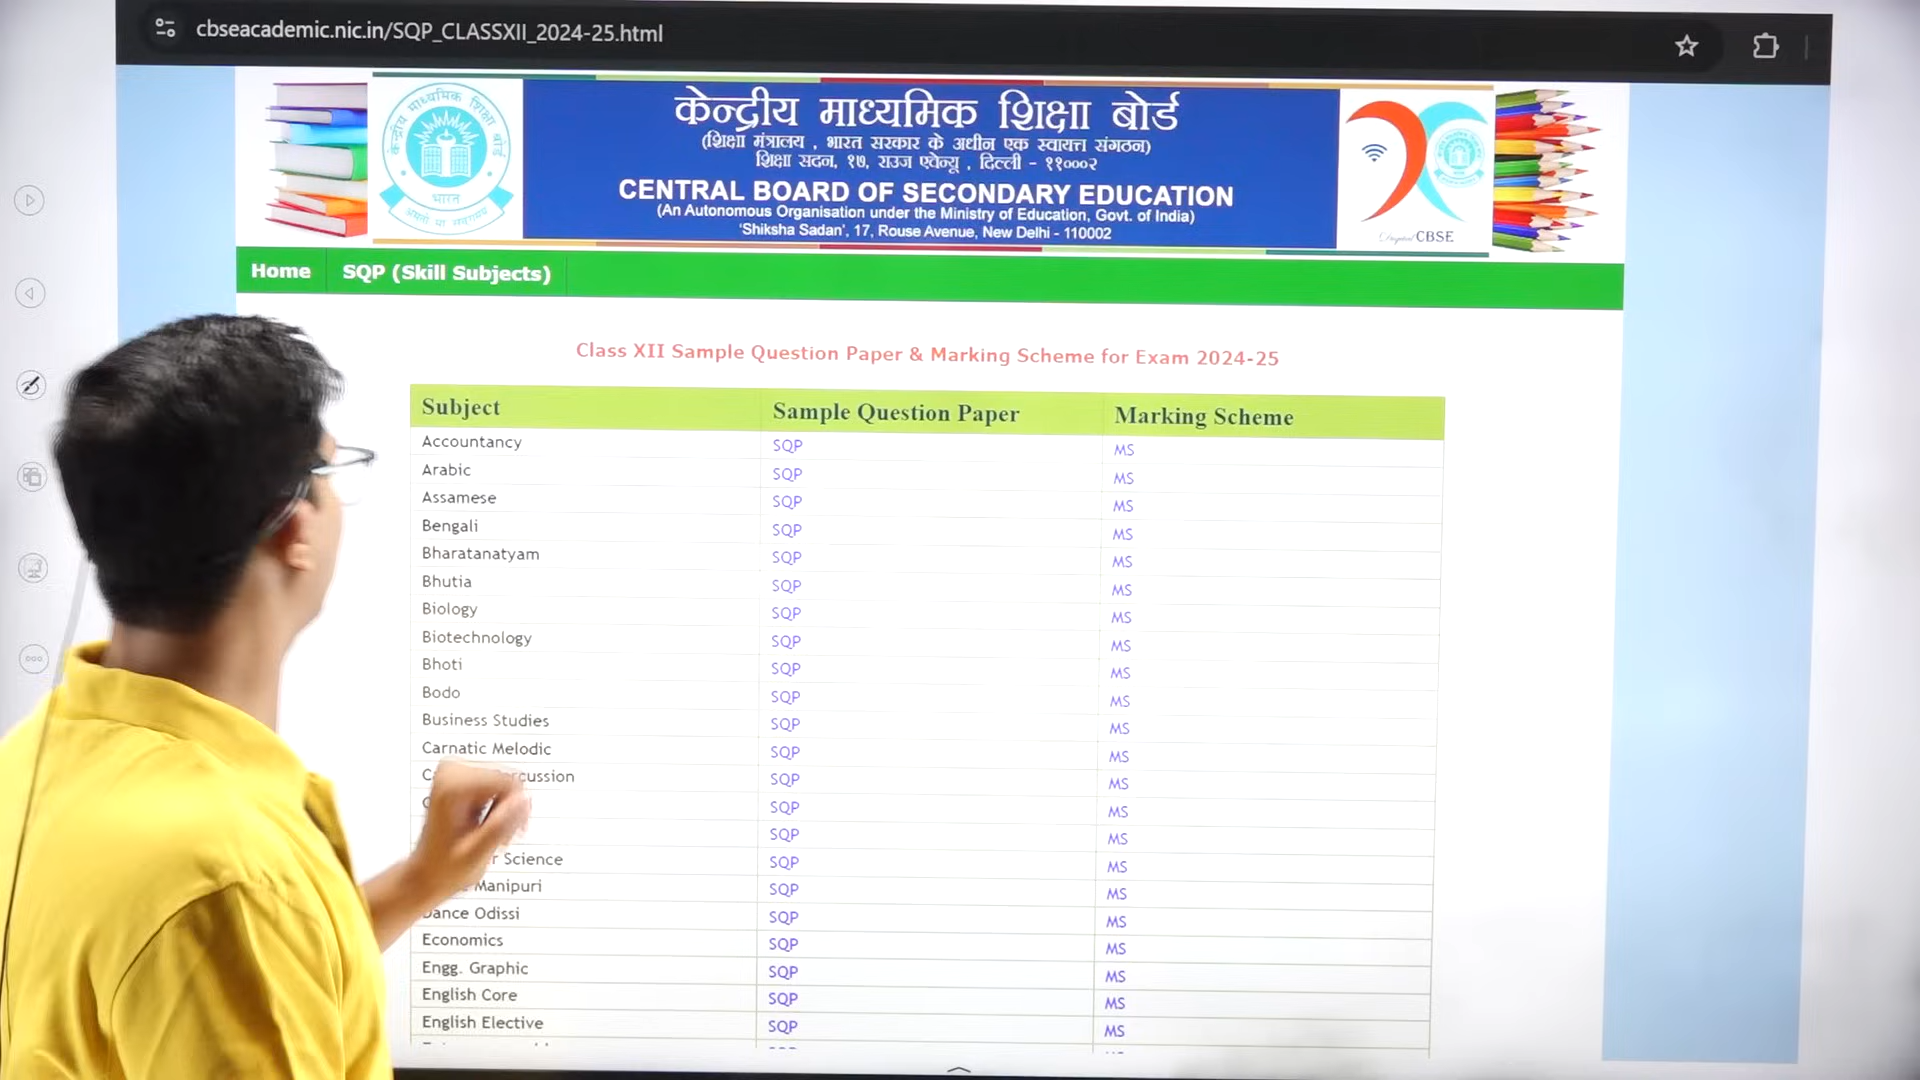 cbseacademic.nic.in/SQP_CLASSXII_2024-25.html
केन्द्रीय माध्यमिक शिक्षा बोर्ड
(शिक्षा मंत्रालय , भारत सरकार के अधीन एक स्वायत्त संगठन)
शिक्षा सदन, १७, राउज एवेन्यू , दिल्ली - ११०००२
CENTRAL BOARD OF SECONDARY EDUCATION
(An Autonomous Organisation under the Ministry of Education, Govt. of India)
'Shiksha Sadan', 17, Rouse Avenue, New Delhi - 110002
भारत
Digital CBSE
Home SQP (Skill Subjects)
Class XII Sample Question Paper & Marking Scheme for Exam 2024-25
Subject Sample Question Paper Marking Scheme
Accountancy SQP MS
Arabic SQP MS
Assamese SQP MS
Bengali SQP MS
Bharatanatyam SQP MS
Bhutia SQP MS
Biology SQP MS
Biotechnology SQP MS
Bhoti SQP MS
Bodo SQP MS
Business Studies SQP MS
Carnatic Melodic SQP MS
SQP MS
SQP MS
SQP MS
Science SQP MS
Manipuri SQP MS
Dance Odissi SQP MS
Economics SQP MS
Engg. Graphic SQP MS
English Core SQP MS
English Elective SQP MS